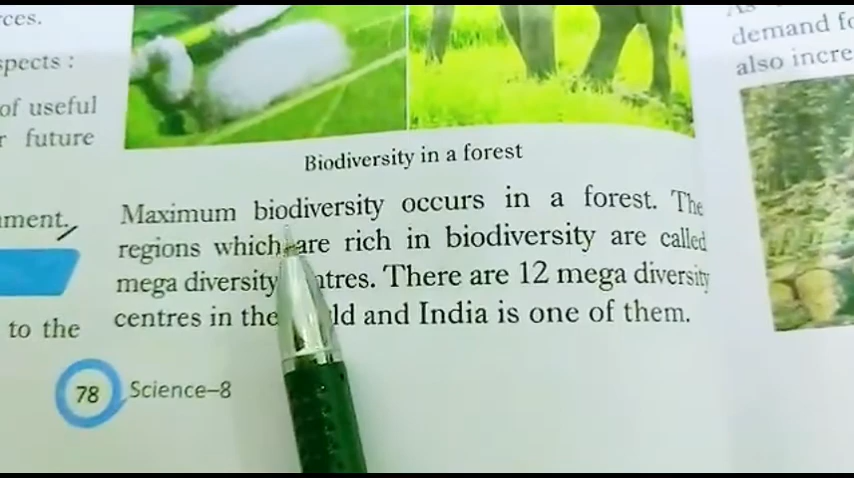 rces.
spects :
of useful
r future
ment.
to the
Biodiversity in a forest
Maximum biodiversity occurs in a forest. The
regions which are rich in biodiversity are called
mega diversity ntres. There are 12 mega diversity
centres in the ld and India is one of them.
78 Science–8
demand fo
also incre